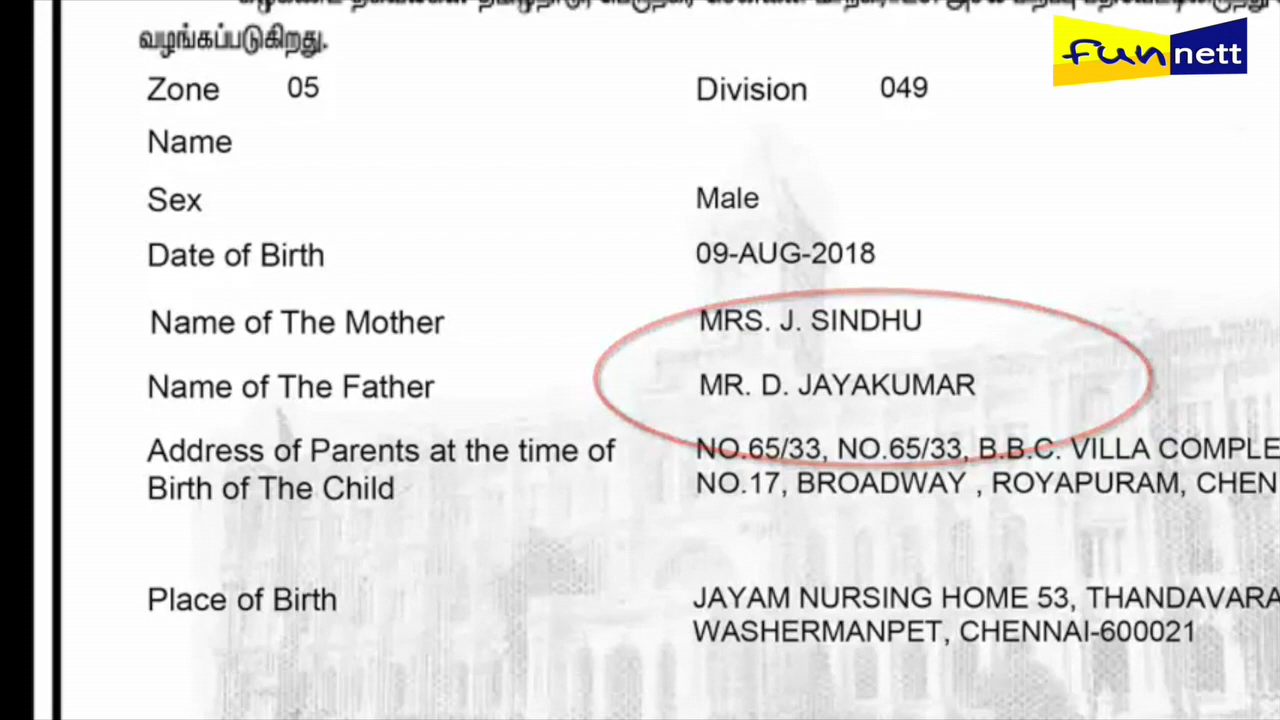 வழங்கப்படுகிறது.
Zone 05 Division 049
Name
Sex Male
Date of Birth 09-AUG-2018
Name of The Mother MRS. J. SINDHU
Name of The Father MR. D. JAYAKUMAR
Address of Parents at the time of NO.65/33, NO.65/33, B.B.C. VILLA COMPLE
Birth of The Child NO.17, BROADWAY , ROYAPURAM, CHEN
Place of Birth JAYAM NURSING HOME 53, THANDAVARA
WASHERMANPET, CHENNAI-600021
funnett